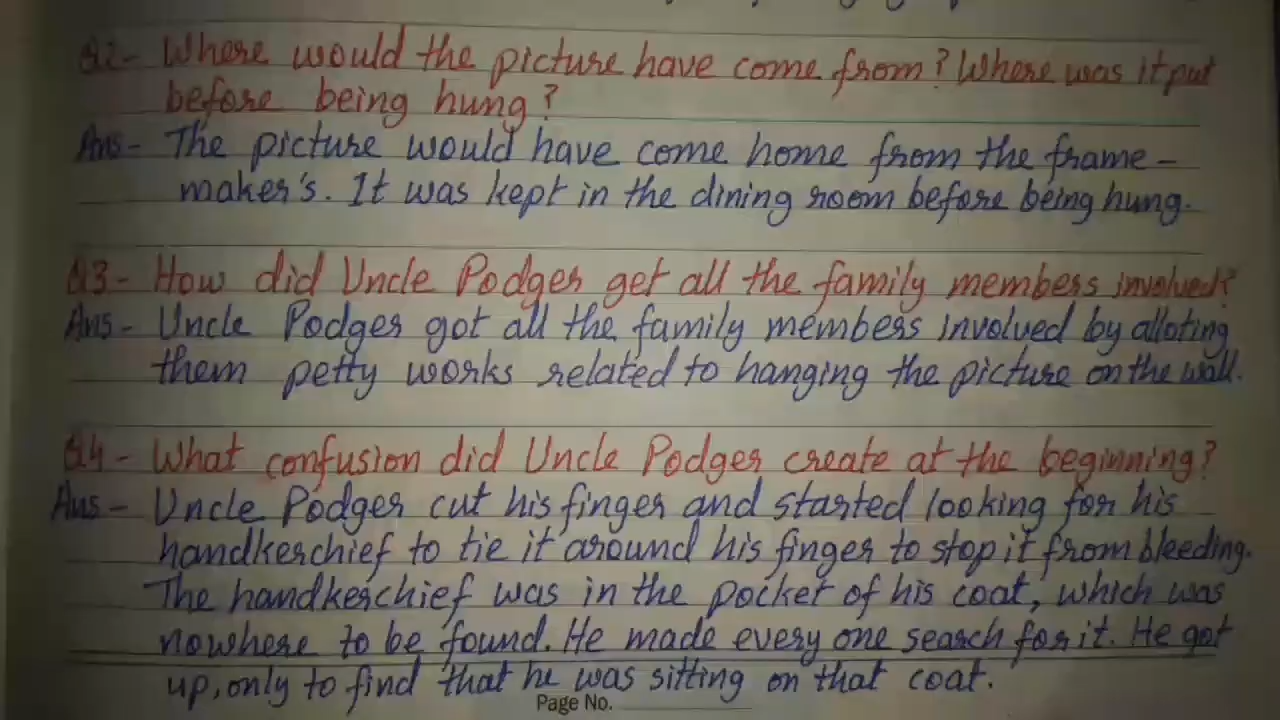 Q2- Where would the picture have come from? Where was it put
before being hung?
Ans- The picture would have come home from the frame-
maker's. It was kept in the dining room before being hung.
Q3- How did Uncle Podger get all the family members involved?
Ans- Uncle Podger got all the family members involved by alloting
them petty works related to hanging the picture on the wall.
Q4- What confusion did Uncle Podger create at the beginning?
Ans- Uncle Podger cut his finger and started looking for his
handkerchief to tie it around his finger to stop it from bleeding.
The handkerchief was in the pocket of his coat, which was
nowhere to be found. He made every one search for it. He got
up, only to find that he was sitting on that coat.
Page No.